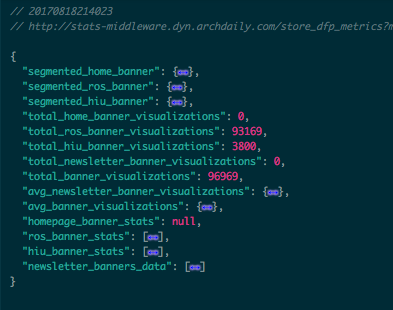 // 20170818214023
// http://stats-middleware.dyn.archdaily.com/store_dfp_metrics?
{
"segmented_home_banner": {↔},
"segmented_ros_banner": {↔},
"segmented_hiu_banner": {↔},
"total_home_banner_visualizations": 0,
"total_ros_banner_visualizations": 93169,
"total_hiu_banner_visualizations": 3800,
"total_newsletter_banner_visualizations": 0,
"total_banner_visualizations": 96969,
"avg_newsletter_banner_visualizations": {↔},
"avg_banner_visualizations": {↔},
"homepage_banner_stats": null,
"ros_banner_stats": [↔],
"hiu_banner_stats": [↔],
"newsletter_banners_data": [↔]
}